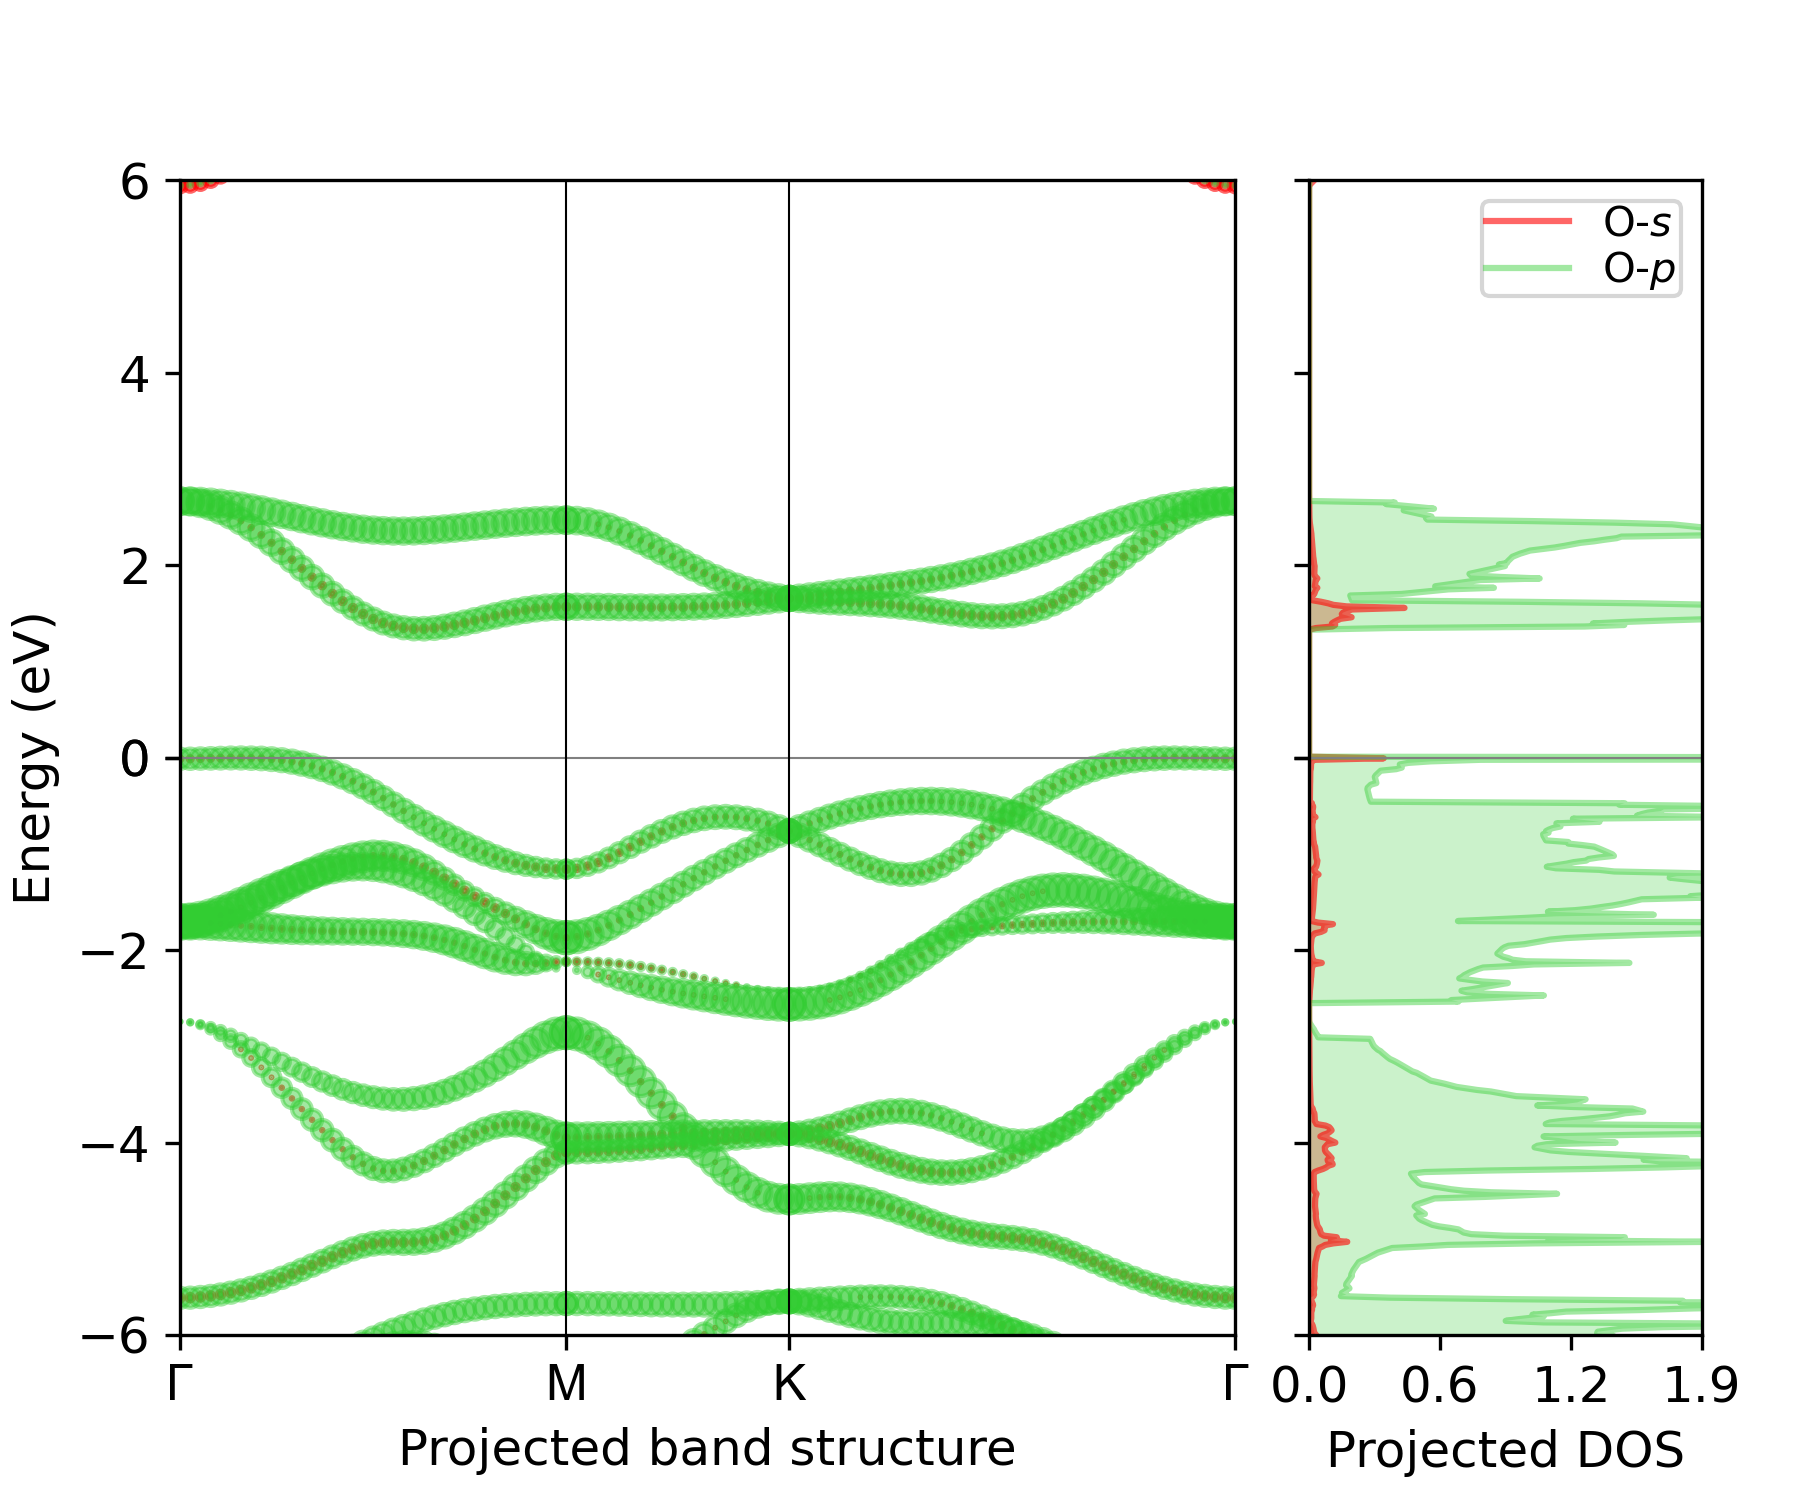 6
4
2
0
−2
−4
−6
Energy (eV)
Γ
M
K
Γ
Projected band structure
O-s
O-p
0.0
0.6
1.2
1.9
Projected DOS